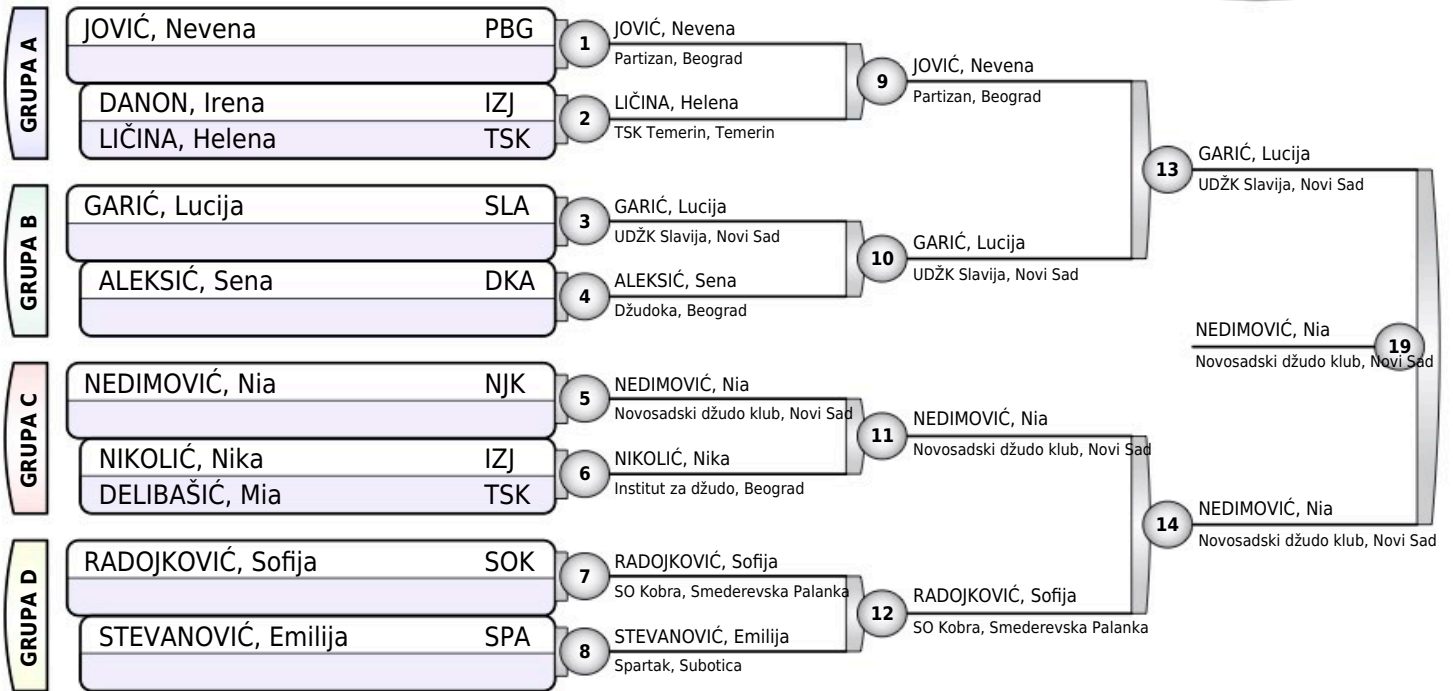 GRUPA A
JOVIĆ, Nevena PBG
DANON, Irena IZJ
LIČINA, Helena TSK
GRUPA B
GARIĆ, Lucija SLA
ALEKSIĆ, Sena DKA
GRUPA C
NEDIMOVIĆ, Nia NJK
NIKOLIĆ, Nika IZJ
DELIBAŠIĆ, Mia TSK
GRUPA D
RADOJKOVIĆ, Sofija SOK
STEVANOVIĆ, Emilija SPA
1
JOVIĆ, Nevena
Partizan, Beograd
2
LIČINA, Helena
TSK Temerin, Temerin
3
GARIĆ, Lucija
UDŽK Slavija, Novi Sad
4
ALEKSIĆ, Sena
Džudoka, Beograd
5
NEDIMOVIĆ, Nia
Novosadski džudo klub, Novi Sad
6
NIKOLIĆ, Nika
Institut za džudo, Beograd
7
RADOJKOVIĆ, Sofija
SO Kobra, Smederevska Palanka
8
STEVANOVIĆ, Emilija
Spartak, Subotica
9
JOVIĆ, Nevena
Partizan, Beograd
10
GARIĆ, Lucija
UDŽK Slavija, Novi Sad
11
NEDIMOVIĆ, Nia
Novosadski džudo klub, Novi Sad
12
RADOJKOVIĆ, Sofija
SO Kobra, Smederevska Palanka
13
GARIĆ, Lucija
UDŽK Slavija, Novi Sad
14
NEDIMOVIĆ, Nia
Novosadski džudo klub, Novi Sad
NEDIMOVIĆ, Nia
19
Novosadski džudo klub, Novi Sad